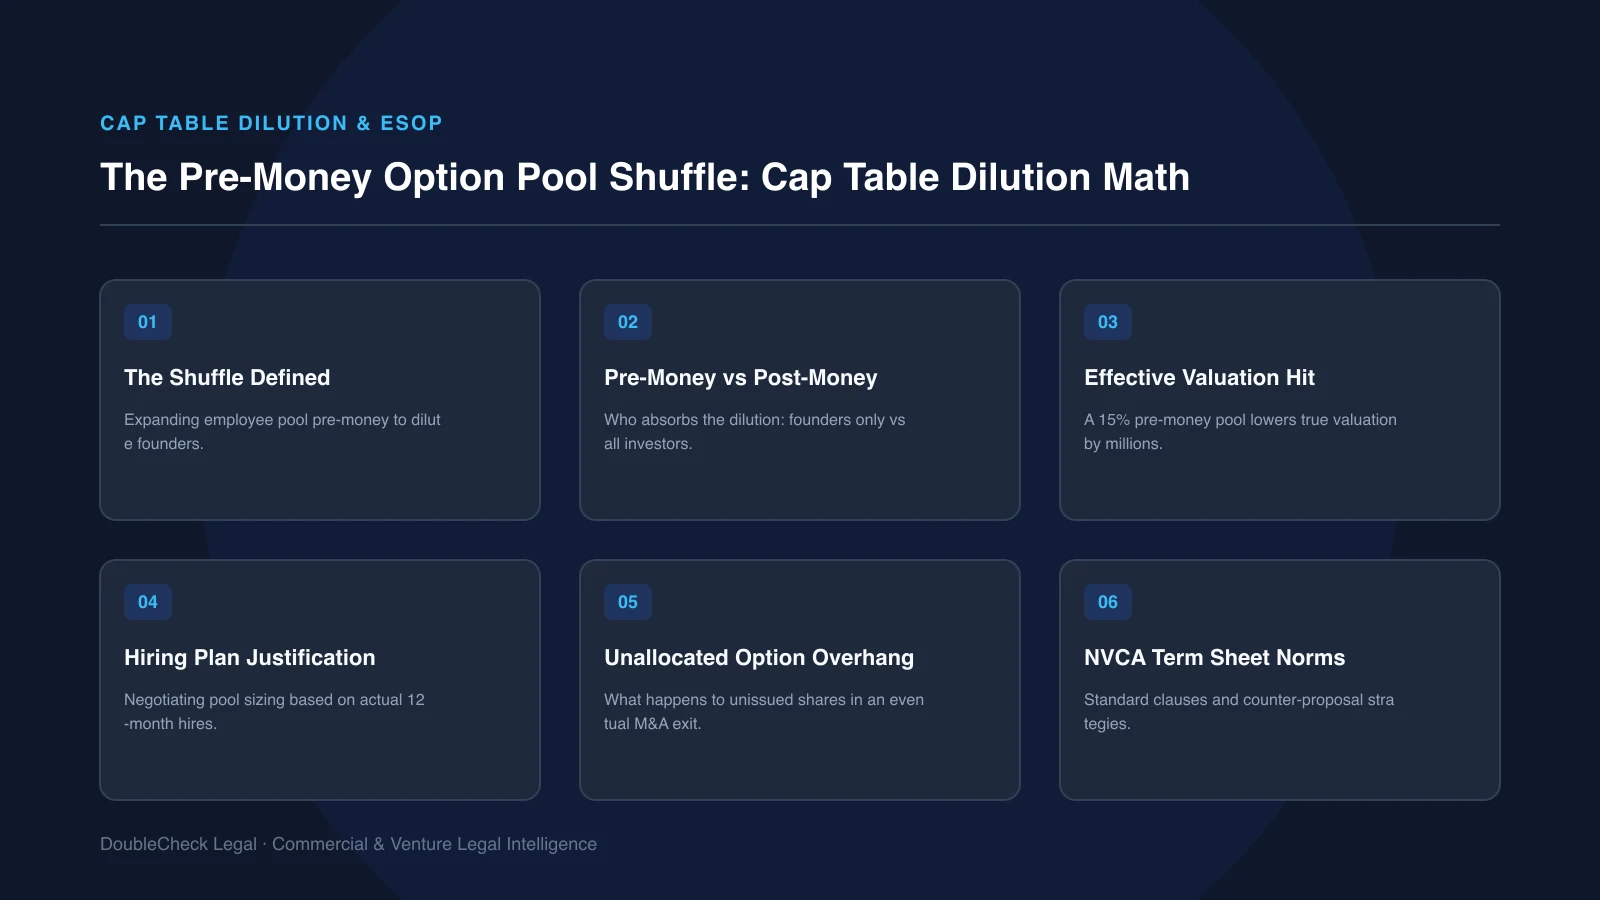 CAP TABLE DILUTION & ESOP
The Pre-Money Option Pool Shuffle: Cap Table Dilution Math
01
The Shuffle Defined
Expanding employee pool pre-money to dilut
e founders.
02
Pre-Money vs Post-Money
Who absorbs the dilution: founders only vs
all investors.
03
Effective Valuation Hit
A 15% pre-money pool lowers true valuation
by millions.
04
Hiring Plan Justification
Negotiating pool sizing based on actual 12
-month hires.
05
Unallocated Option Overhang
What happens to unissued shares in an even
tual M&A exit.
06
NVCA Term Sheet Norms
Standard clauses and counter-proposal stra
tegies.
DoubleCheck Legal · Commercial & Venture Legal Intelligence